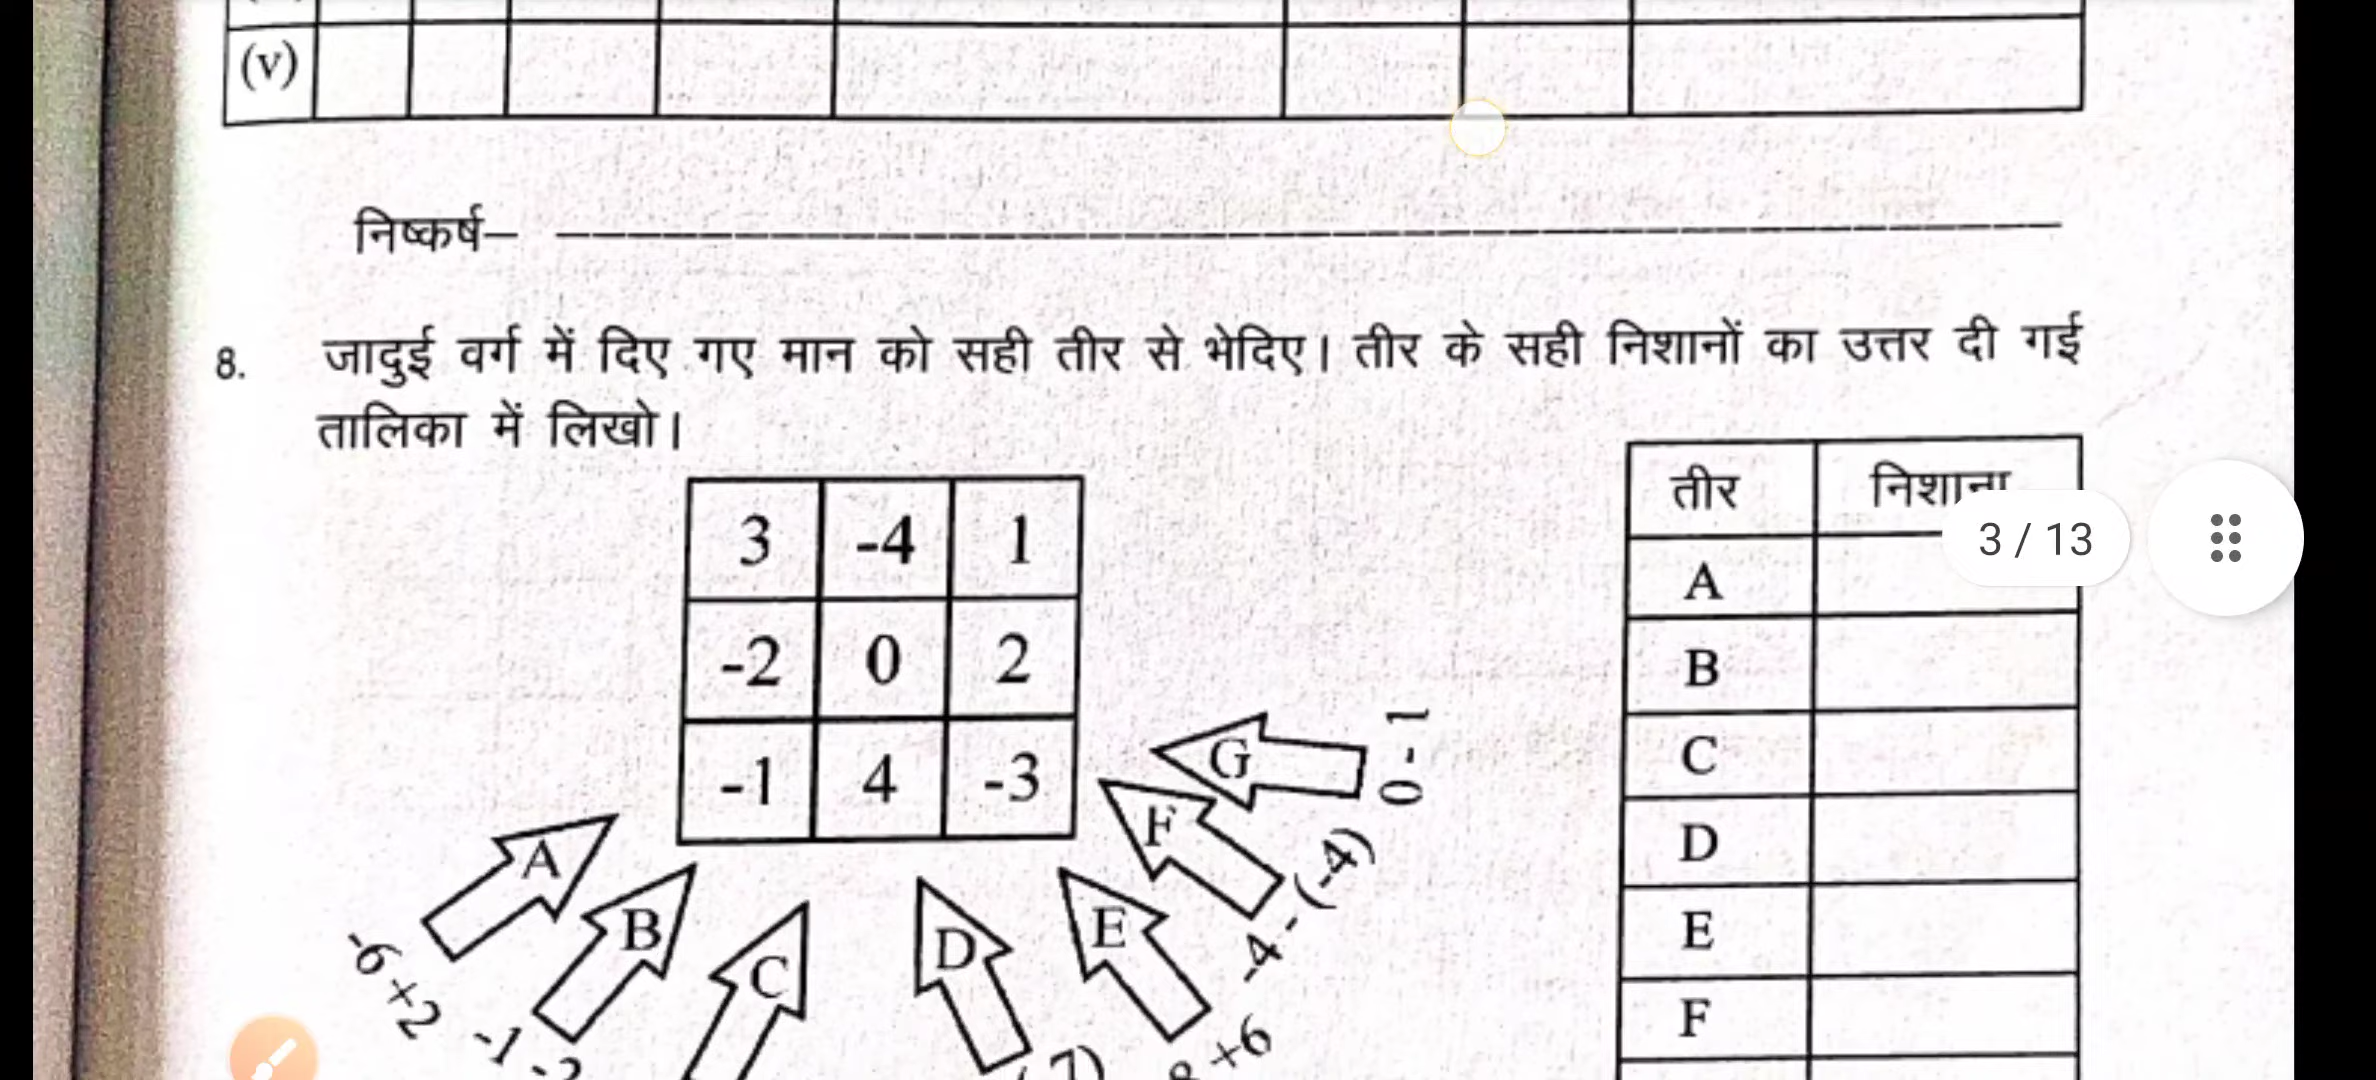 (v)
निष्कर्ष–
8. जादुई वर्ग में दिए गए मान को सही तीर से भेदिए। तीर के सही निशानों का उत्तर दी गई
तालिका में लिखो।
3 -4 1
-2 0 2
-1 4 -3
A
-6 +2
B
C
D
E
+6
F
-4 - (-4)
G
0 - 1
तीर निशाना
A
B
C
D
E
F
3 / 13